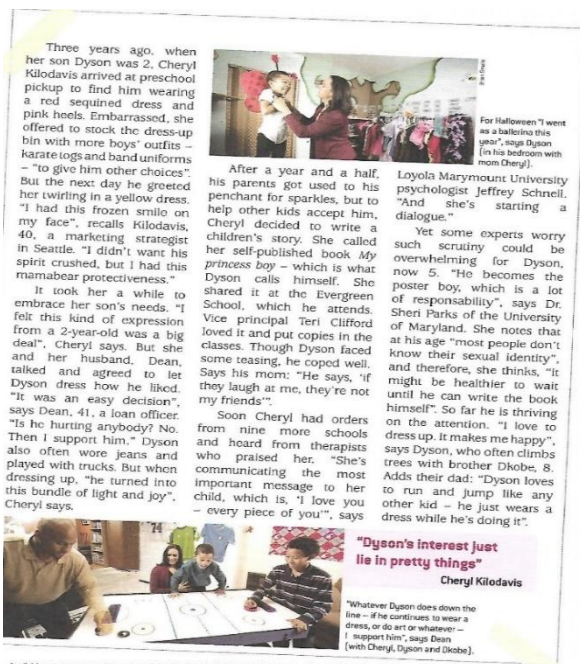 Three years ago, when
her son Dyson was 2, Cheryl
Kilodavis arrived at preschool
pickup to find him wearing
a red sequined dress and
pink heels. Embarrassed, she
offered to stock the dress-up
bin with more boys' outfits –
karate togs and band uniforms
– "to give him other choices".
But the next day he greeted
her twirling in a yellow dress.
"I had this frozen smile on
my face", recalls Kilodavis,
40, a marketing strategist
in Seattle. "I didn't want his
spirit crushed, but I had this
mamabear protectiveness."
It took her a while to
embrace her son's needs. "I
felt this kind of expression
from a 2-year-old was a big
deal", Cheryl says. But she
and her husband, Dean,
talked and agreed to let
Dyson dress how he liked.
"It was an easy decision",
says Dean, 41, a loan officer.
"Is he hurting anybody? No.
Then I support him." Dyson
also often wore jeans and
played with trucks. But when
dressing up, "he turned into
this bundle of light and joy",
Cheryl says.
After a year and a half,
his parents got used to his
penchant for sparkles, but to
help other kids accept him,
Cheryl decided to write a
children's story. She called
her self-published book My
princess boy – which is what
Dyson calls himself. She
shared it at the Evergreen
School, which he attends.
Vice principal Teri Clifford
loved it and put copies in the
classes. Though Dyson faced
some teasing, he coped well.
Says his mom: "He says, 'if
they laugh at me, they're not
my friends'".
Soon Cheryl had orders
from nine more schools
and heard from therapists
who praised her. "She's
communicating the most
important message to her
child, which is, 'I love you
– every piece of you'", says
For Halloween "I went
as a ballerina this
year", says Dyson
(in his bedroom with
mom Cheryl).
Loyola Marymount University
psychologist Jeffrey Schnell.
"And she's starting a
dialogue."
Yet some experts worry
such scrutiny could be
overwhelming for Dyson,
now 5. "He becomes the
poster boy, which is a lot
of responsability", says Dr.
Sheri Parks of the University
of Maryland. She notes that
at his age "most people don't
know their sexual identity",
and therefore, she thinks, "it
might be healthier to wait
until he can write the book
himself". So far he is thriving
on the attention. "I love to
dress up. It makes me happy",
says Dyson, who often climbs
trees with brother Dkobe, 8.
Adds their dad: "Dyson loves
to run and jump like any
other kid – he just wears a
dress while he's doing it".
"Dyson's interest just
lie in pretty things"
Cheryl Kilodavis
"Whatever Dyson does down the
line – if he continues to wear a
dress, or do art or whatever –
I support him", says Dean
(with Cheryl, Dyson and Dkobe).